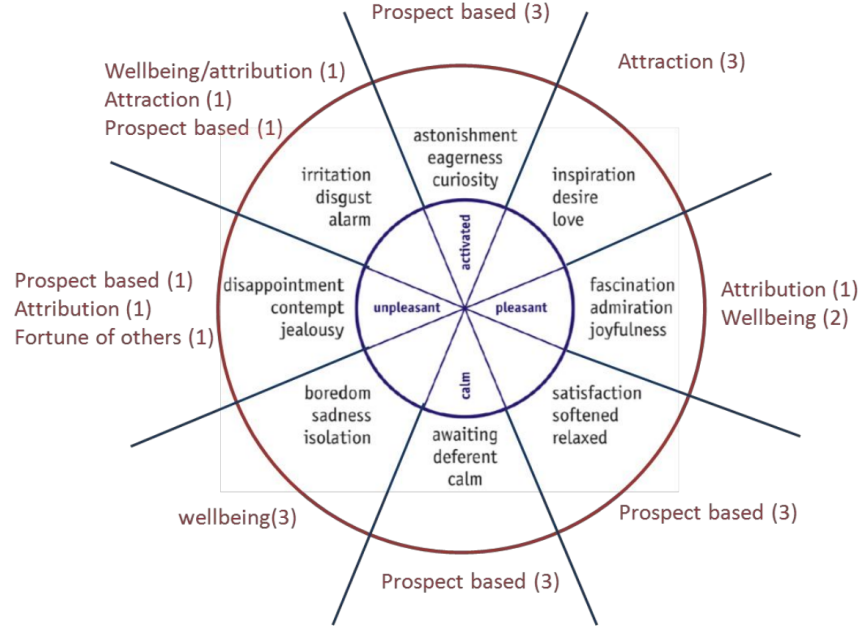 Prospect based (3)
Attraction (3)
Wellbeing/attribution (1)
Attraction (1)
Prospect based (1)
astonishment
eagerness
curiosity
irritation
disgust
alarm
inspiration
desire
love
activated
Prospect based (1)
Attribution (1)
Fortune of others (1)
disappointment
contempt
jealousy
unpleasant
pleasant
fascination
admiration
joyfulness
Attribution (1)
Wellbeing (2)
calm
boredom
sadness
isolation
satisfaction
softened
relaxed
awaiting
deferent
calm
wellbeing(3)
Prospect based (3)
Prospect based (3)